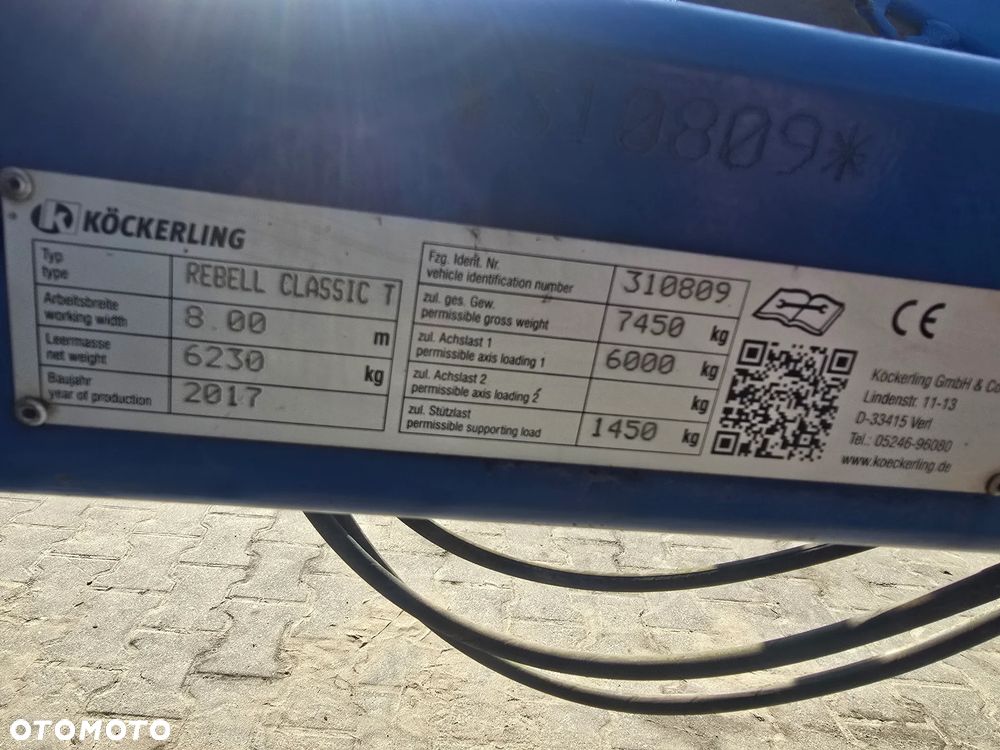 *310809*
KÖCKERLING
Typ
type
REBELL CLASSIC T
Arbeitsbreite
working width
8.00 m
Leermasse
net weight
6230 kg
Baujahr
year of production
2017
Fzg. Ident. Nr.
vehicle identification number
310809
zul. ges. Gew.
permissible gross weight
7450 kg
zul. Achslast 1
permissible axis loading 1
6000 kg
zul. Achslast 2
permissible axis loading 2
kg
zul. Stützlast
permissible supporting load
1450 kg
CE
Köckerling GmbH & Co
Lindenstr. 11-13
D-33415 Verl
Tel.: 05246-96080
www.koeckerling.de
OTOMOTO